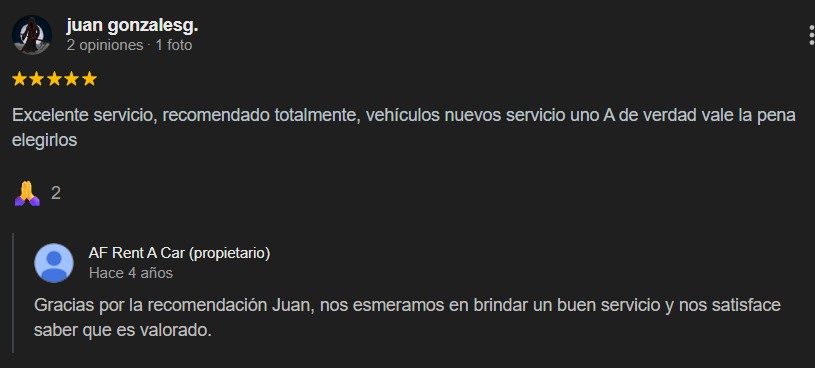 juan gonzalesg.
2 opiniones · 1 foto
Excelente servicio, recomendado totalmente, vehículos nuevos servicio uno A de verdad vale la pena
elegirlos
2
AF Rent A Car (propietario)
Hace 4 años
Gracias por la recomendación Juan, nos esmeramos en brindar un buen servicio y nos satisface
saber que es valorado.